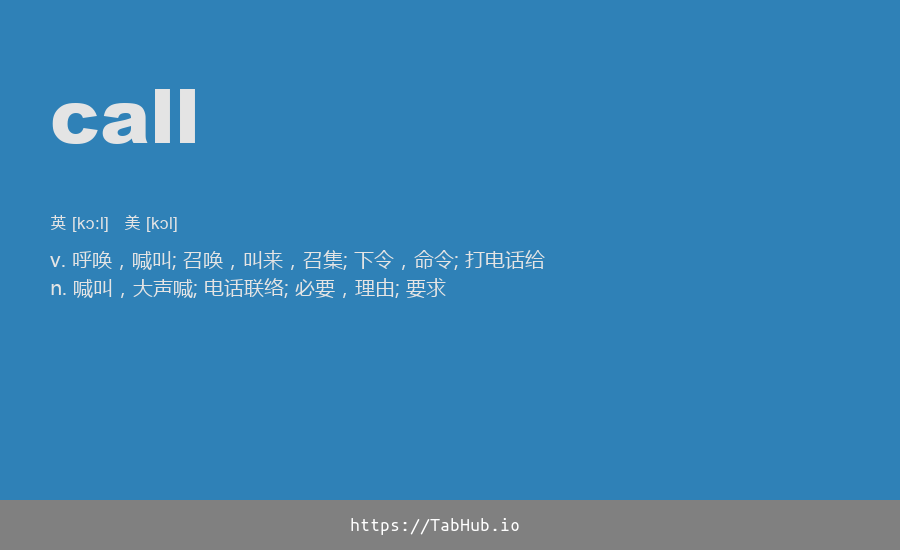 call
英 [kɔ:l] 美 [kɔl]
v. 呼唤，喊叫; 召唤，叫来，召集; 下令，命令; 打电话给
n. 喊叫，大声喊; 电话联络; 必要，理由; 要求
https://TabHub.io